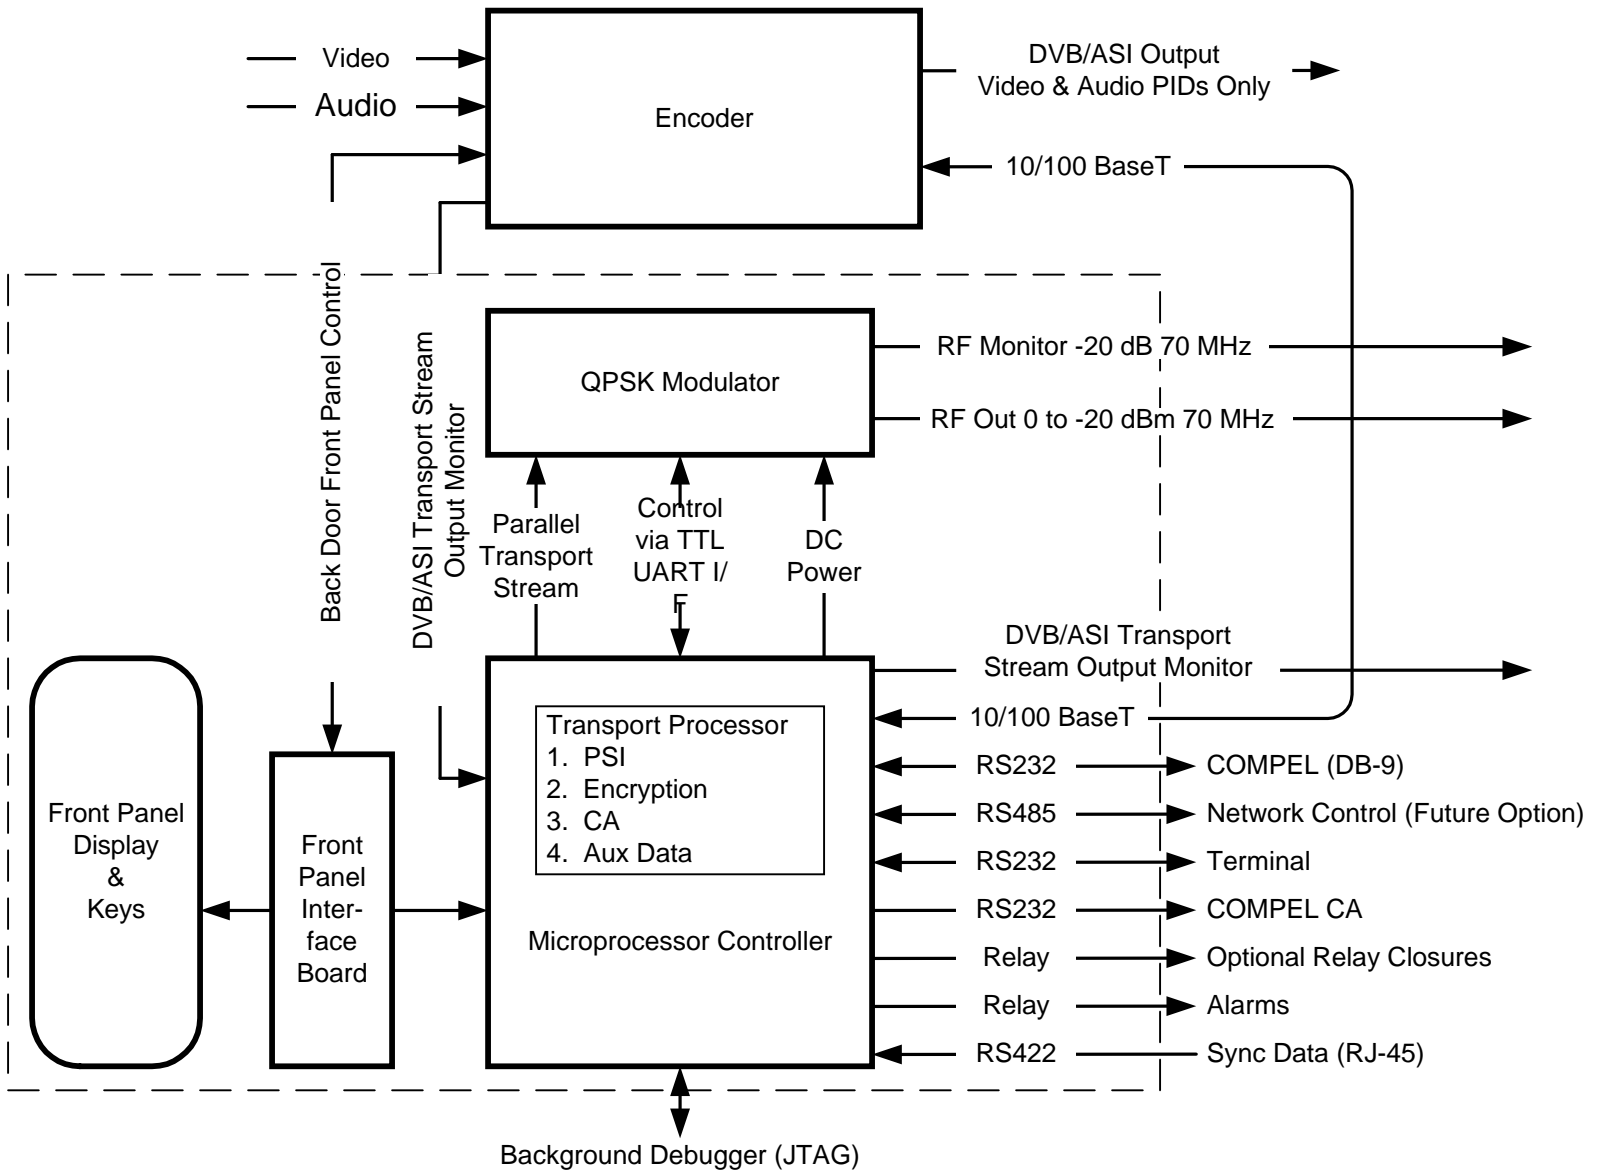 Video
Audio
Encoder
DVB/ASI Output
Video & Audio PIDs Only
10/100 BaseT
Back Door Front Panel Control
DVB/ASI Transport Stream
Output Monitor
QPSK Modulator
RF Monitor -20 dB 70 MHz
RF Out 0 to -20 dBm 70 MHz
Parallel
Transport
Stream
Control
via TTL
UART I/
F
DC
Power
DVB/ASI Transport
Stream Output Monitor
10/100 BaseT
Transport Processor
1. PSI
2. Encryption
3. CA
4. Aux Data
Microprocessor Controller
Front Panel
Display
&
Keys
Front
Panel
Inter-
face
Board
RS232 COMPEL (DB-9)
RS485 Network Control (Future Option)
RS232 Terminal
RS232 COMPEL CA
Relay Optional Relay Closures
Relay Alarms
RS422 Sync Data (RJ-45)
Background Debugger (JTAG)